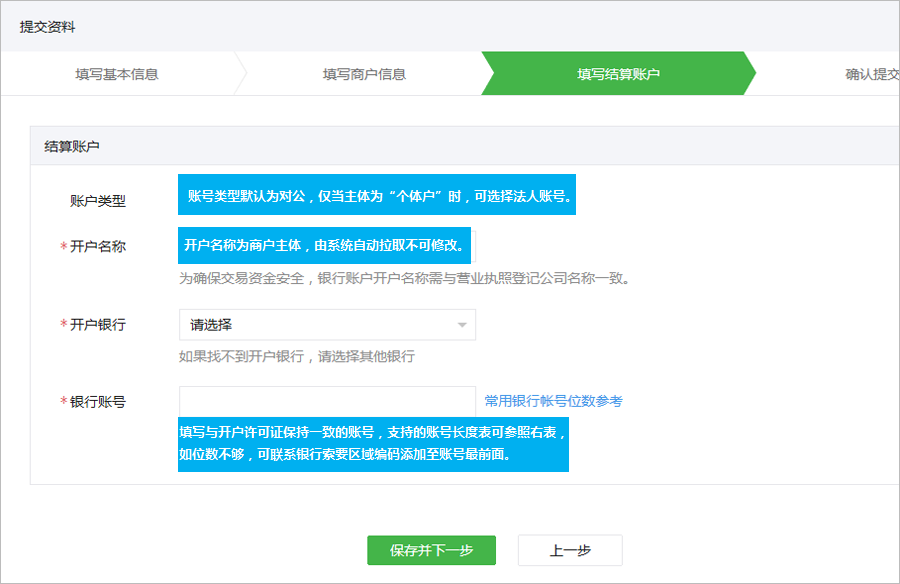 提交资料
填写基本信息
填写商户信息
填写结算账户
确认提交
结算账户
账户类型
账号类型默认为对公，仅当主体为“个体户”时，可选择法人账号。
*开户名称
开户名称为商户主体，由系统自动拉取不可修改。
为确保交易资金安全，银行账户开户名称需与营业执照登记公司名称一致。
*开户银行
请选择
如果找不到开户银行，请选择其他银行
*银行账号
常用银行帐号位数参考
填写与开户许可证保持一致的账号，支持的账号长度表可参照右表，
如位数不够，可联系银行索要区域编码添加至账号最前面。
保存并下一步
上一步